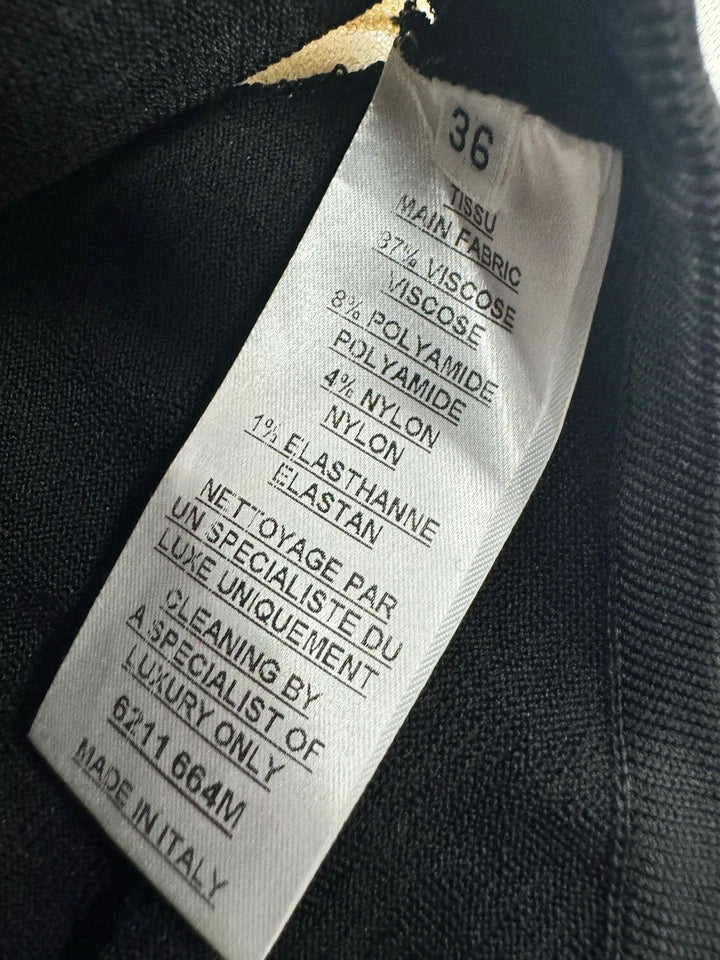 36
TISSU
MAIN FABRIC
87% VISCOSE
VISCOSE
8% POLYAMIDE
POLYAMIDE
4% NYLON
NYLON
1% ELASTHANNE
ELASTAN
NETTOYAGE PAR
UN SPECIALISTE DU
LUXE UNIQUEMENT
CLEANING BY
A SPECIALIST OF
LUXURY ONLY
6211 664M
MADE IN ITALY